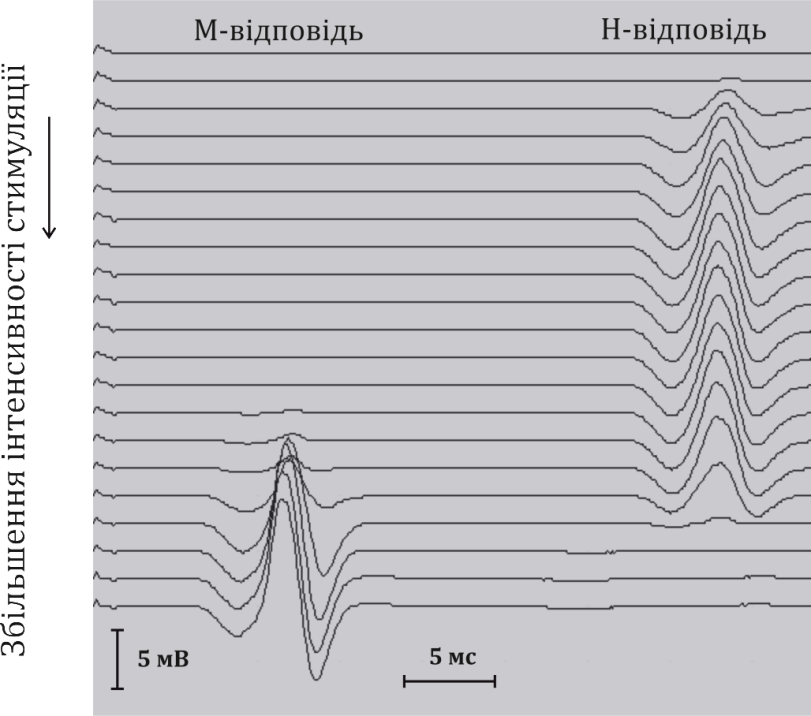 М-відповідь
Н-відповідь
Збільшення інтенсивності стимуляції
5 мВ
5 мс